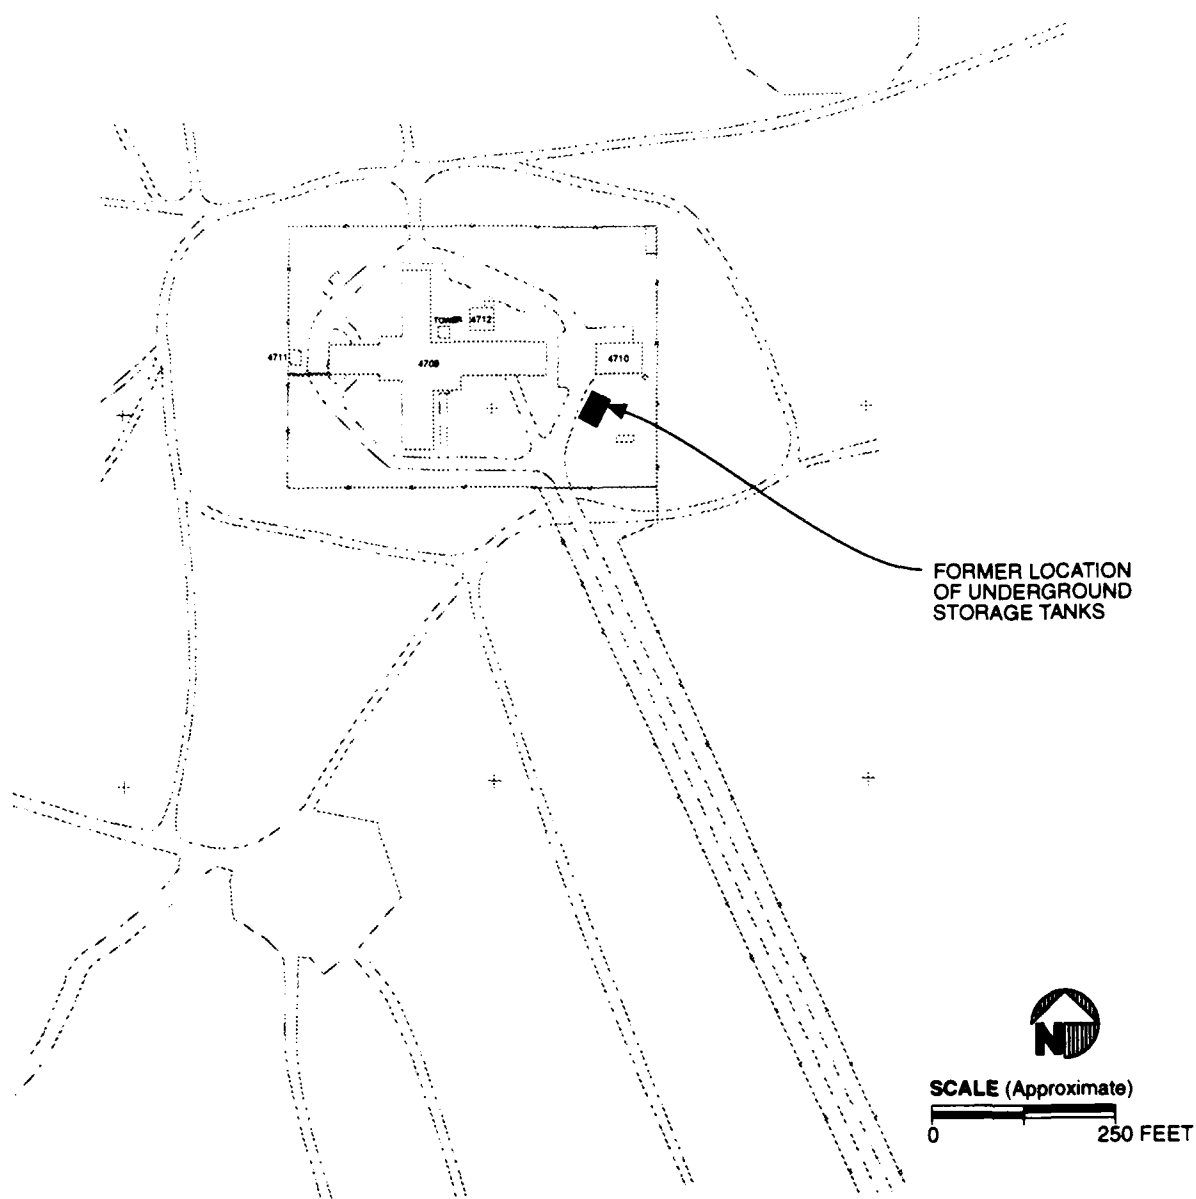 TOWER
4712
4711
4709
4710
FORMER LOCATION
OF UNDERGROUND
STORAGE TANKS
N
SCALE (Approximate)
0 250 FEET